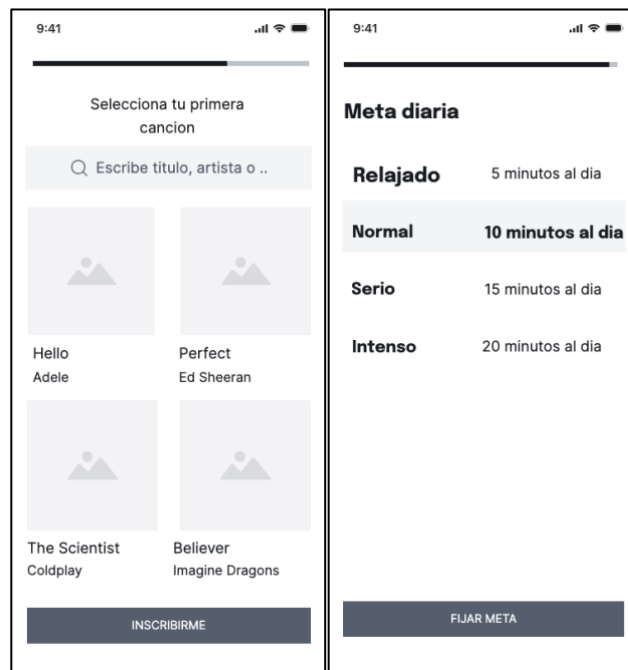 9:41
Selecciona tu primera
cancion
Escribe titulo, artista o ..
Hello
Adele
Perfect
Ed Sheeran
The Scientist
Coldplay
Believer
Imagine Dragons
INSCRIBIRME
9:41
Meta diaria
Relajado 5 minutos al dia
Normal 10 minutos al dia
Serio 15 minutos al dia
Intenso 20 minutos al dia
FIJAR META